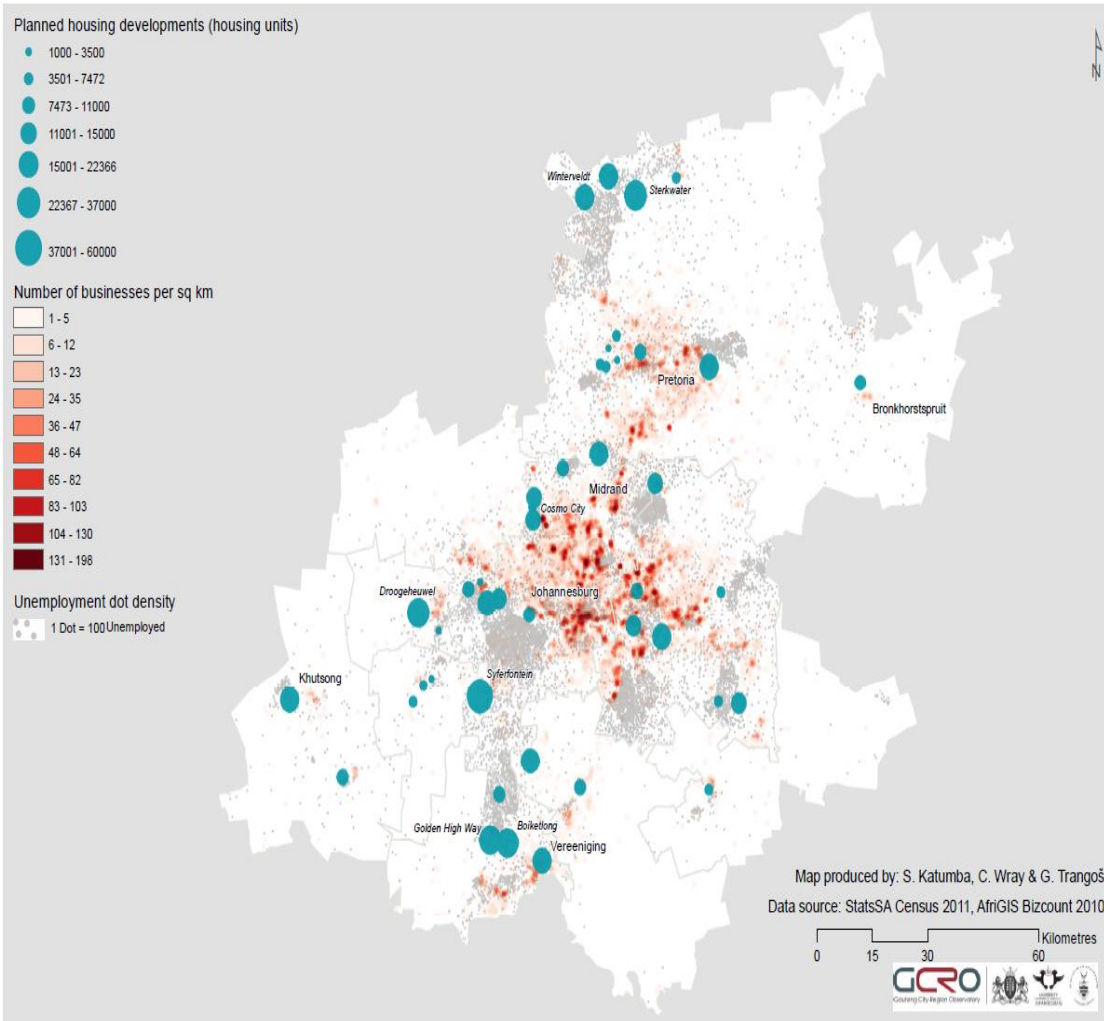 Planned housing developments (housing units)
1000 - 3500
3501 - 7472
7473 - 11000
11001 - 15000
15001 - 22366
22367 - 37000
37001 - 60000
Number of businesses per sq km
1 - 5
6 - 12
13 - 23
24 - 35
36 - 47
48 - 64
65 - 82
83 - 103
104 - 130
131 - 198
Unemployment dot density
1 Dot = 100 Unemployed
N
Winterveldt
Sterkwater
Pretoria
Bronkhorstspruit
Midrand
Cosmo City
Droogeheuwel
Johannesburg
Khutsong
Syferfontein
Golden High Way
Boiketlong
Vereeniging
Map produced by: S. Katumba, C. Wray & G. Trangoš
Data source: StatsSA Census 2011, AfriGIS Bizcount 2010
Kilometres
0 15 30 60
GCRO
Gauteng City-Region Observatory